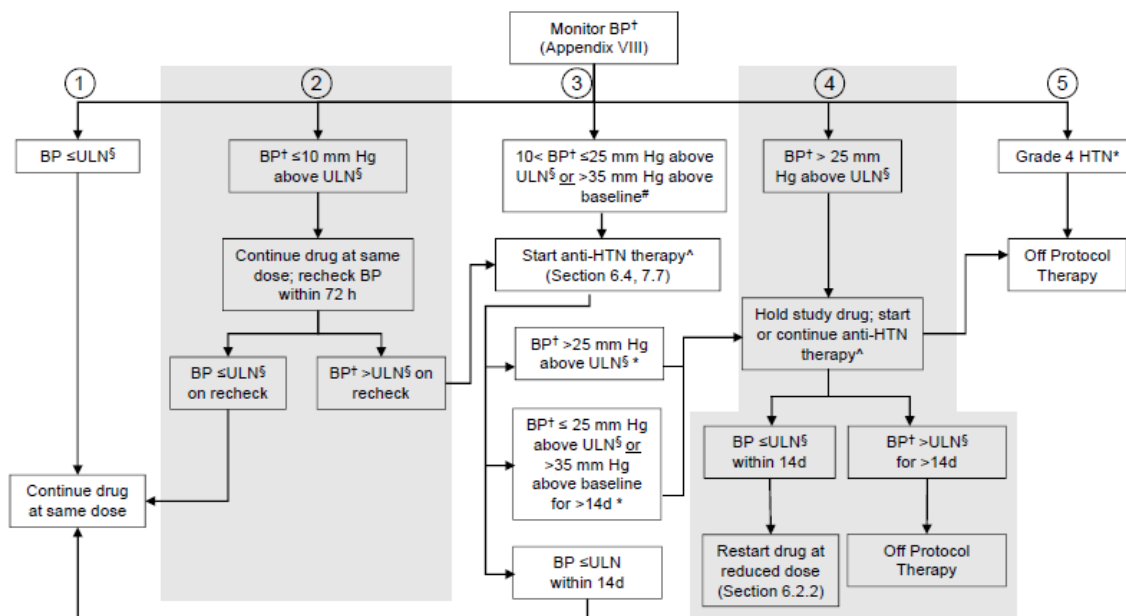 Monitor BP†
(Appendix VIII)
1
2
3
4
5
BP ≤ULN§
BP† ≤10 mm Hg
above ULN§
10< BP† ≤25 mm Hg above
ULN§ or >35 mm Hg above
baseline#
BP† > 25 mm
Hg above ULN§
Grade 4 HTN*
Continue drug at same
dose; recheck BP
within 72 h
Start anti-HTN therapy^
(Section 6.4, 7.7)
Off Protocol
Therapy
Hold study drug; start
or continue anti-HTN
therapy^
BP ≤ULN§
on recheck
BP† >ULN§ on
recheck
BP† >25 mm Hg
above ULN§ *
BP† ≤ 25 mm Hg
above ULN§ or
>35 mm Hg
above baseline
for >14d *
BP ≤ULN§
within 14d
BP† >ULN§
for >14d
Continue drug
at same dose
BP ≤ULN
within 14d
Restart drug at
reduced dose
(Section 6.2.2)
Off Protocol
Therapy